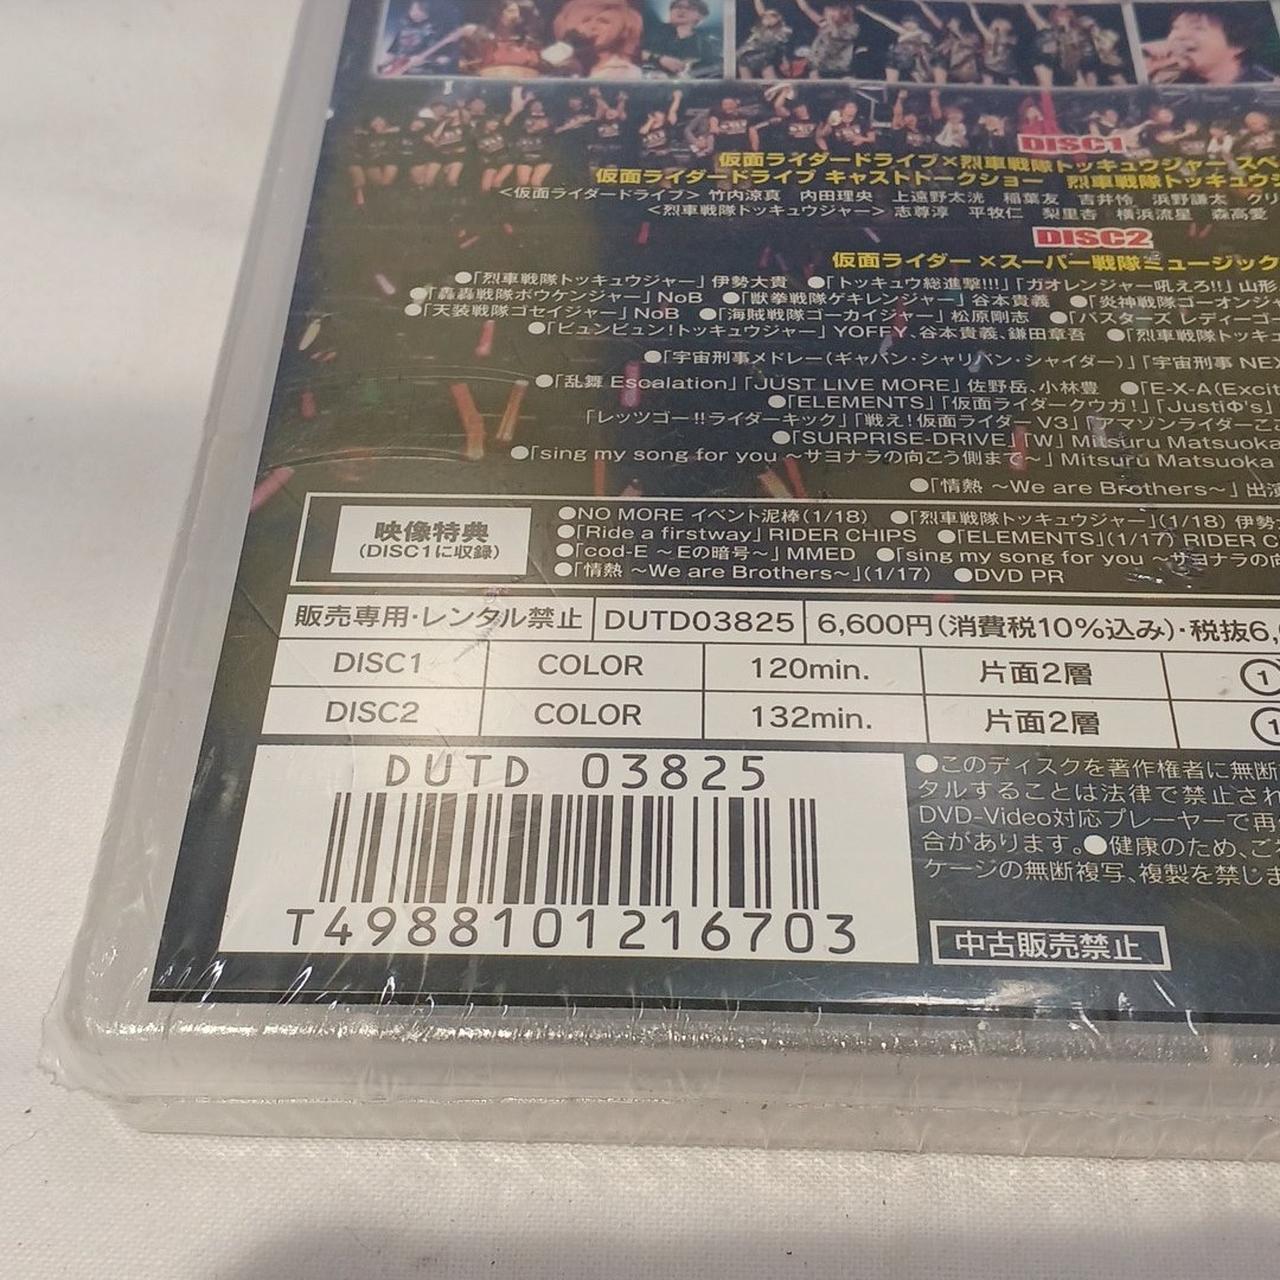 DISC1
仮面ライダードライブ×烈車戦隊トッキュウジャー スペ
仮面ライダードライブ キャストトークショー 烈車戦隊トッキュウ
<仮面ライダードライブ> 竹内涼真 内田理央 上遠野太洸 稲葉友 吉井怜 浜野謙太 クリ
<烈車戦隊トッキュウジャー> 志尊淳 平牧仁 梨里杏 横浜流星 森高愛
DISC2
仮面ライダー×スーパー戦隊ミュージック
●「烈車戦隊トッキュウジャー」伊勢大貴 ●「トッキュウ総進撃!!!」「ガオレンジャー吼えろ!!」山形
●「轟轟戦隊ボウケンジャー」NoB ●「獣拳戦隊ゲキレンジャー」谷本貴義 ●「炎神戦隊ゴーオンジ
●「天装戦隊ゴセイジャー」NoB ●「海賊戦隊ゴーカイジャー」松原剛志 ●「バスターズ レディーゴー
●「ビュンビュン!トッキュウジャー」YOFFY、谷本貴義、鎌田章吾 ●「烈車戦隊トッキ
●「宇宙刑事メドレー(ギャバン・シャリバン・シャイダー)」「宇宙刑事 NEX
●「乱舞 Escalation」「JUST LIVE MORE」佐野岳、小林豊 ●「E-X-A(Excit
●「ELEMENTS」「仮面ライダークウガ!」「JustiΦ's」
「レッツゴー!!ライダーキック」「戦え!仮面ライダーV3」「アマゾンライダーここ
●「SURPRISE-DRIVE」「W」Mitsuru Matsuoka
●「sing my song for you ～サヨナラの向こう側まで～」Mitsuru Matsuoka
●「情熱 ～We are Brothers～」出演
映像特典
(DISC1に収録)
●NO MORE イベント泥棒(1/18) ●「烈車戦隊トッキュウジャー」(1/18) 伊勢
●「Ride a firstway」RIDER CHIPS ●「ELEMENTS」(1/17) RIDER C
●「cod-E ～Eの暗号～」MMED ●「sing my song for you ～サヨナラの向
●「情熱 ～We are Brothers～」(1/17) ●DVD PR
販売専用・レンタル禁止 DUTD03825 6,600円(消費税10%込み)・税抜6,
DISC1 COLOR 120min. 片面2層 ①
DISC2 COLOR 132min. 片面2層 ①
DUTD 03825
T4988101216703
●このディスクを著作権者に無断
タルすることは法律で禁止され
DVD-Video対応プレーヤーで再
合があります。●健康のため、ご
ケージの無断複写、複製を禁じま
中古販売禁止